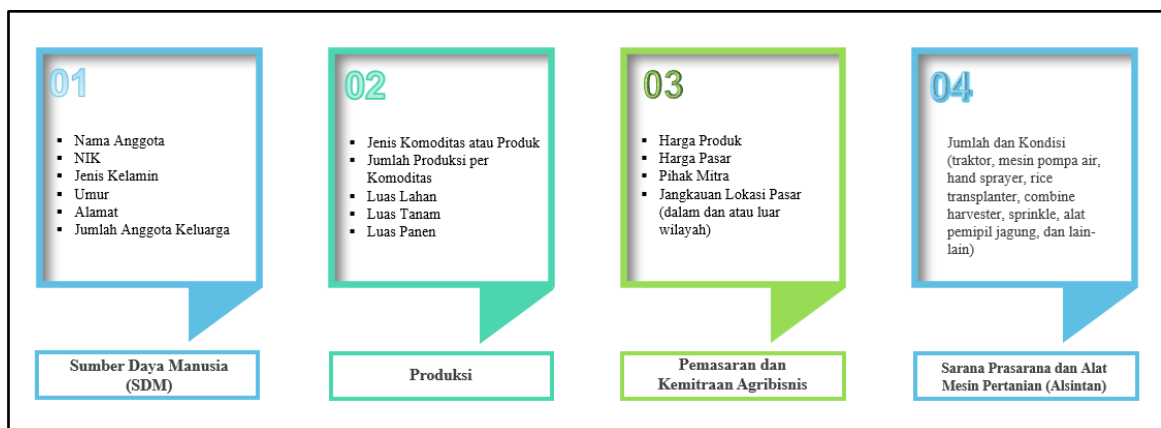 01
▪ Nama Anggota
▪ NIK
▪ Jenis Kelamin
▪ Umur
▪ Alamat
▪ Jumlah Anggota Keluarga
Sumber Daya Manusia
(SDM)
02
▪ Jenis Komoditas atau Produk
▪ Jumlah Produksi per
Komoditas
▪ Luas Lahan
▪ Luas Tanam
▪ Luas Panen
Produksi
03
▪ Harga Produk
▪ Harga Pasar
▪ Pihak Mitra
▪ Jangkauan Lokasi Pasar
(dalam dan atau luar
wilayah)
Pemasaran dan
Kemitraan Agribisnis
04
Jumlah dan Kondisi
(traktor, mesin pompa air,
hand sprayer, rice
transplanter, combine
harvester, sprinkle, alat
pemipil jagung, dan lain-
lain)
Sarana Prasarana dan Alat
Mesin Pertanian (Alsintan)